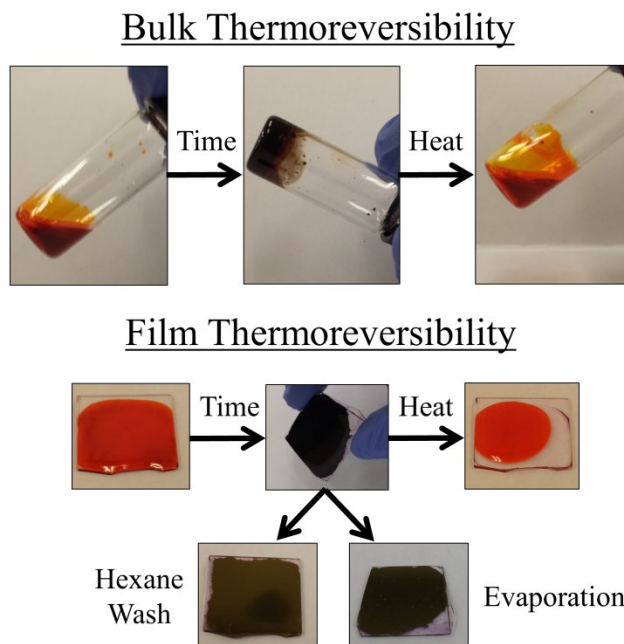 Bulk Thermoreversibility
Time
Heat
Film Thermoreversibility
Time
Heat
Hexane
Wash
Evaporation